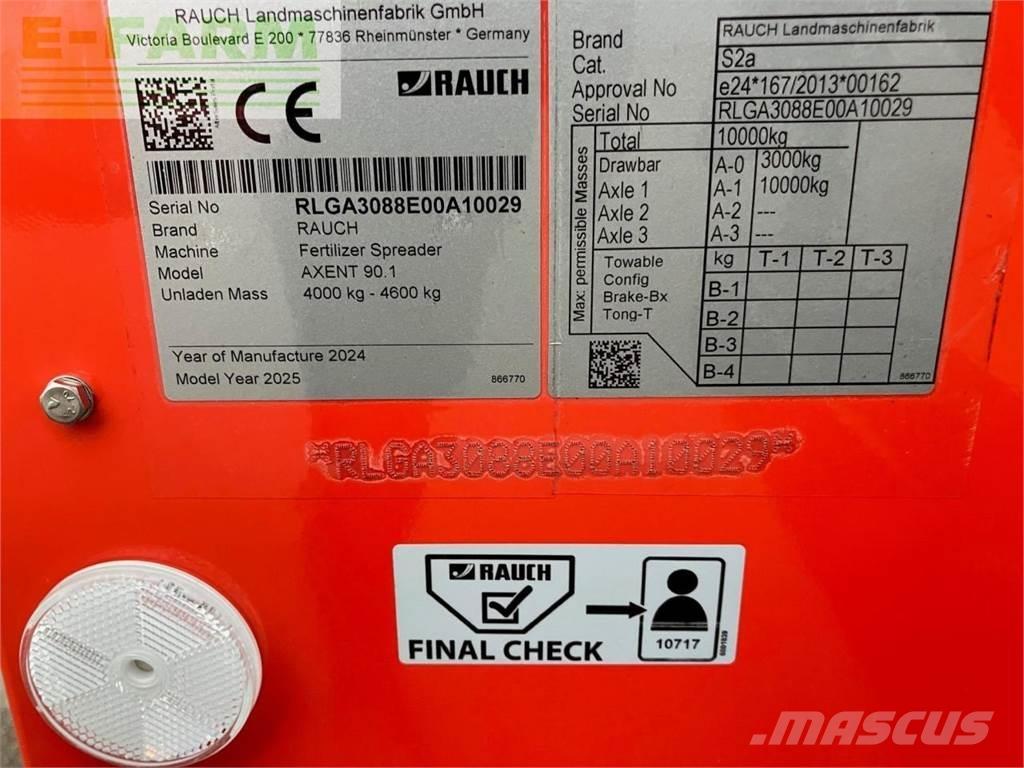 E-FARM
RAUCH Landmaschinenfabrik GmbH
Victoria Boulevard E 200 * 77836 Rheinmünster * Germany
CE
RAUCH
Serial No RLGA3088E00A10029
Brand RAUCH
Machine Fertilizer Spreader
Model AXENT 90.1
Unladen Mass 4000 kg - 4600 kg
Year of Manufacture 2024
Model Year 2025
866770
Brand RAUCH Landmaschinenfabrik
Cat. S2a
Approval No e24*167/2013*00162
Serial No RLGA3088E00A10029
Max: permissible Masses
Total 10000kg
Drawbar A-0 3000kg
Axle 1 A-1 10000kg
Axle 2 A-2 ---
Axle 3 A-3 ---
Towable kg T-1 T-2 T-3
Config B-1
Brake-Bx B-2
Tong-T B-3
B-4
866770
*RLGA3088E00A10029*
RAUCH
FINAL CHECK
10717
MASCUS